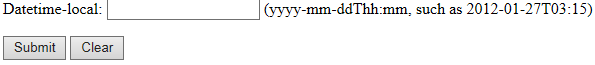 Datetime-local: (yyyy-mm-ddThh:mm, such as 2012-01-27T03:15)
Submit Clear